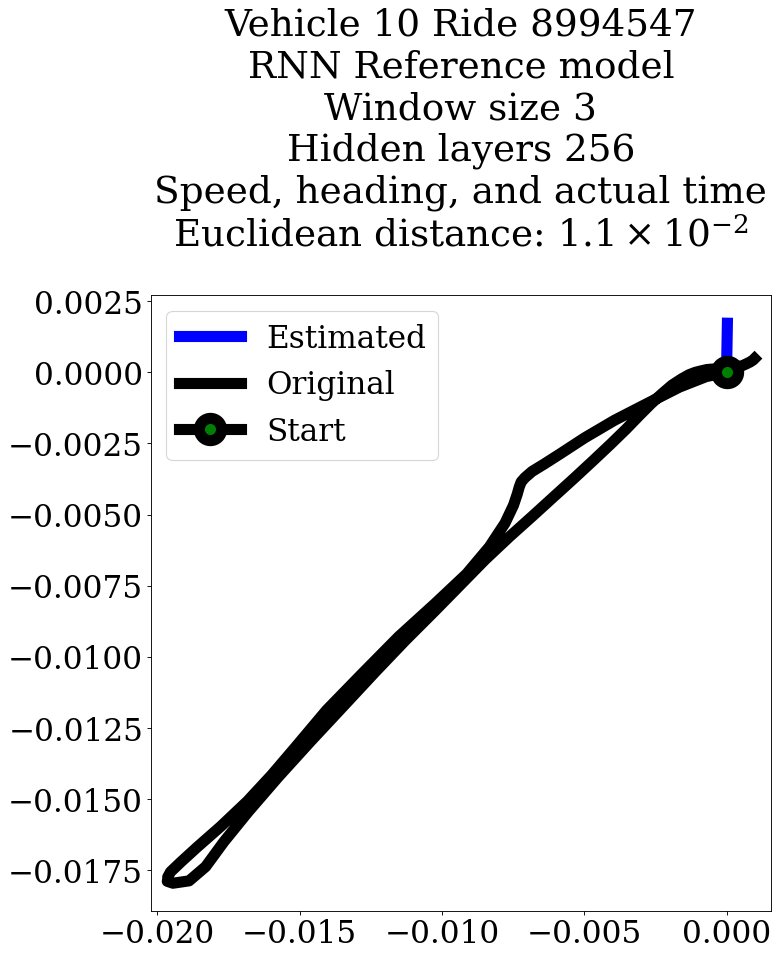 Vehicle 10 Ride 8994547
RNN Reference model
Window size 3
Hidden layers 256
Speed, heading, and actual time
Euclidean distance: 1.1 × 10⁻²
Estimated
Original
Start
0.0025
0.0000
−0.0025
−0.0050
−0.0075
−0.0100
−0.0125
−0.0150
−0.0175
−0.020 −0.015 −0.010 −0.005 0.000